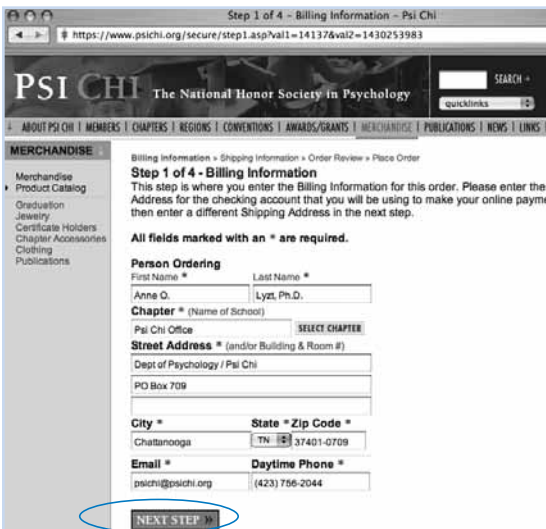 Step 1 of 4 - Billing Information - Psi Chi
https://www.psichi.org/secure/step1.asp?val1=14137&val2=1430253983
PSI CHI The National Honor Society in Psychology
SEARCH
quicklinks
ABOUT PSI CHI | MEMBERS | CHAPTERS | REGIONS | CONVENTIONS | AWARDS/GRANTS | MERCHANDISE | PUBLICATIONS | NEWS | LINKS
MERCHANDISE
Merchandise
Product Catalog
Graduation
Jewelry
Certificate Holders
Chapter Accessories
Clothing
Publications
Billing Information » Shipping Information » Order Review » Place Order
Step 1 of 4 - Billing Information
This step is where you enter the Billing Information for this order. Please enter the
Address for the checking account that you will be using to make your online payme
then enter a different Shipping Address in the next step.
All fields marked with an * are required.
Person Ordering
First Name * Last Name *
Anne O. Lyzt, Ph.D.
Chapter * (Name of School)
Psi Chi Office SELECT CHAPTER
Street Address * (and/or Building & Room #)
Dept of Psychology / Psi Chi
PO Box 709
City * State * Zip Code *
Chattanooga TN 37401-0709
Email * Daytime Phone *
psichi@psichi.org (423) 756-2044
NEXT STEP »